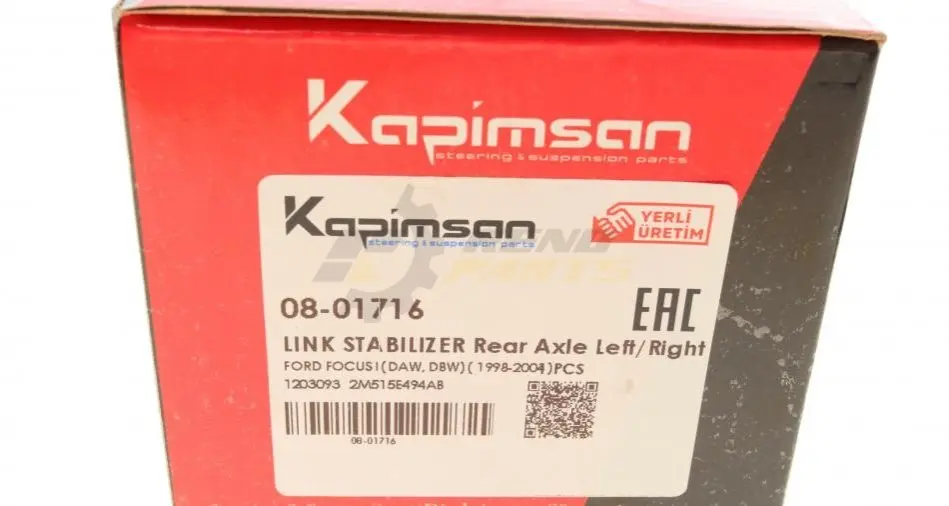 Kapimsan
steering & suspension parts
Kapimsan
steering & suspension parts
YERLİ
ÜRETİM
PARTS
08-01716
EAC
LINK STABILIZER Rear Axle Left/Right
FORD FOCUS I (DAW, DBW) ( 1998-2004) PCS
1203093 2M515E494AB
08-01716